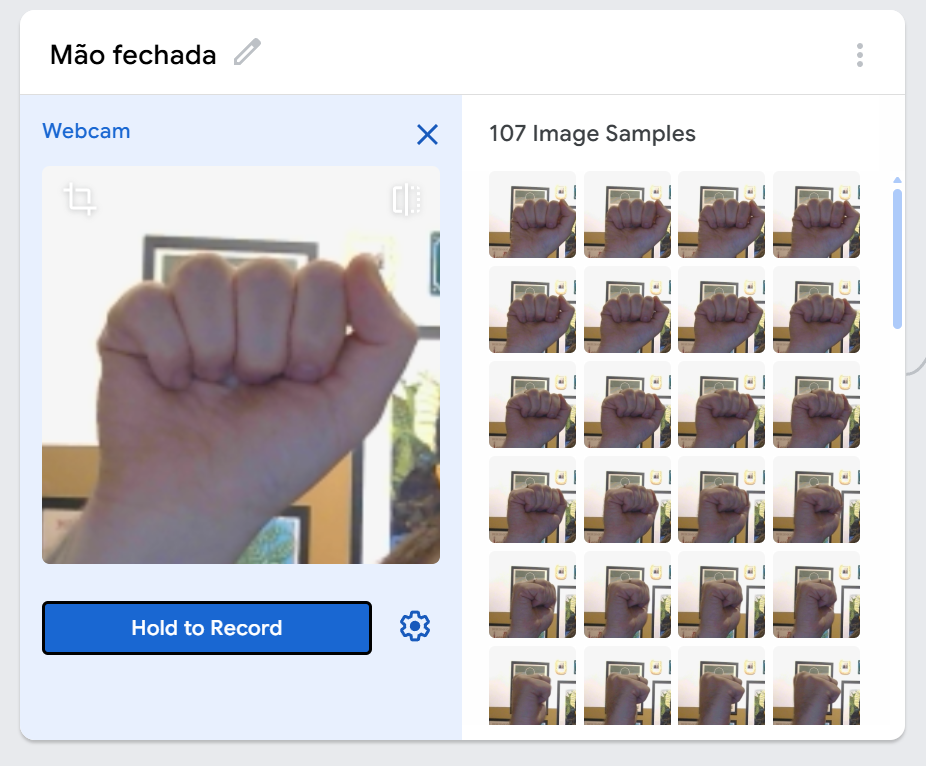 Mão fechada
Webcam
107 Image Samples
Hold to Record